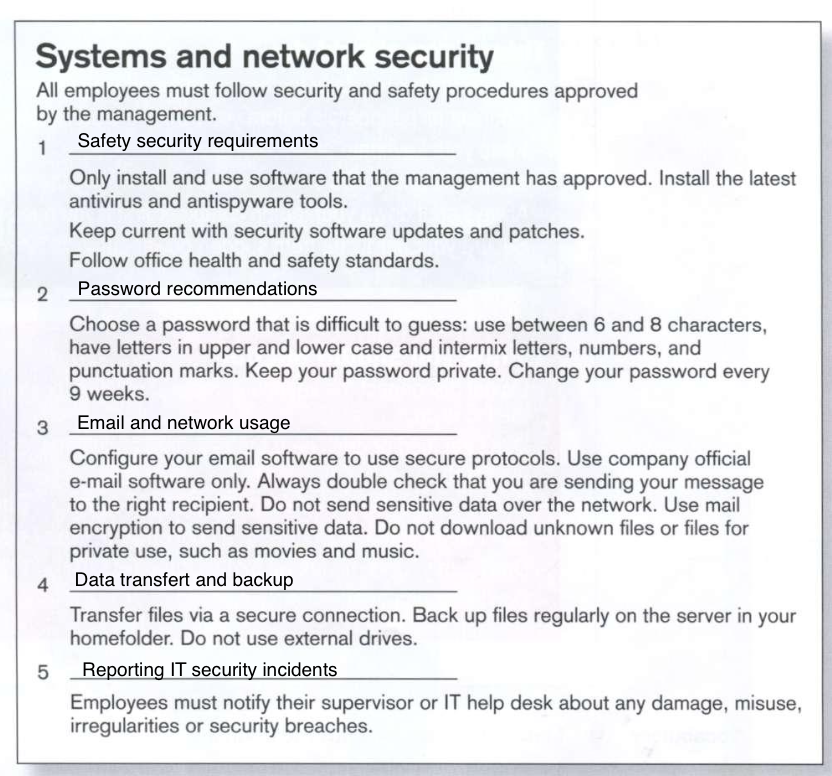 Systems and network security
All employees must follow security and safety procedures approved
by the management.
1 Safety security requirements
Only install and use software that the management has approved. Install the latest
antivirus and antispyware tools.
Keep current with security software updates and patches.
Follow office health and safety standards.
2 Password recommendations
Choose a password that is difficult to guess: use between 6 and 8 characters,
have letters in upper and lower case and intermix letters, numbers, and
punctuation marks. Keep your password private. Change your password every
9 weeks.
3 Email and network usage
Configure your email software to use secure protocols. Use company official
e-mail software only. Always double check that you are sending your message
to the right recipient. Do not send sensitive data over the network. Use mail
encryption to send sensitive data. Do not download unknown files or files for
private use, such as movies and music.
4 Data transfert and backup
Transfer files via a secure connection. Back up files regularly on the server in your
homefolder. Do not use external drives.
5 Reporting IT security incidents
Employees must notify their supervisor or IT help desk about any damage, misuse,
irregularities or security breaches.